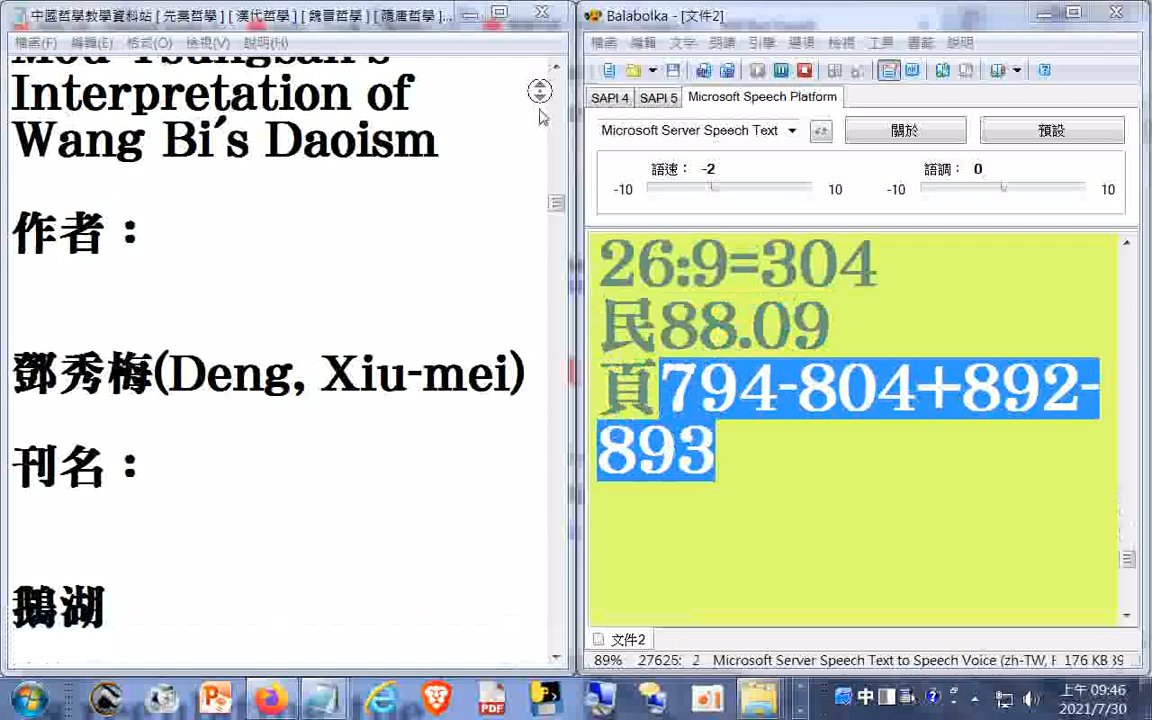 中國哲學教學資料站 [ 先秦哲學 ] [ 漢代哲學 ] [ 魏晉哲學 ] [ 隋唐哲學 ]...
檔案(F) 編輯(E) 格式(O) 檢視(V) 說明(H)
Mou Tsungsan's
Interpretation of
Wang Bi's Daoism
作者：
鄧秀梅(Deng, Xiu-mei)
刊名：
鵝湖
Balabolka - [文件2]
檔案 編輯 文字 朗讀 引擎 選項 檢視 工具 書籤 說明
SAPI 4 SAPI 5 Microsoft Speech Platform
Microsoft Server Speech Text 關於 預設
語速： -2 語調： 0
-10 10 -10 10
26:9=304
民88.09
頁794-804+892-
893
文件2
89% 27625: 2 Microsoft Server Speech Text to Speech Voice (zh-TW, 176 KB
中
上午 09:46
2021/7/30
PDF